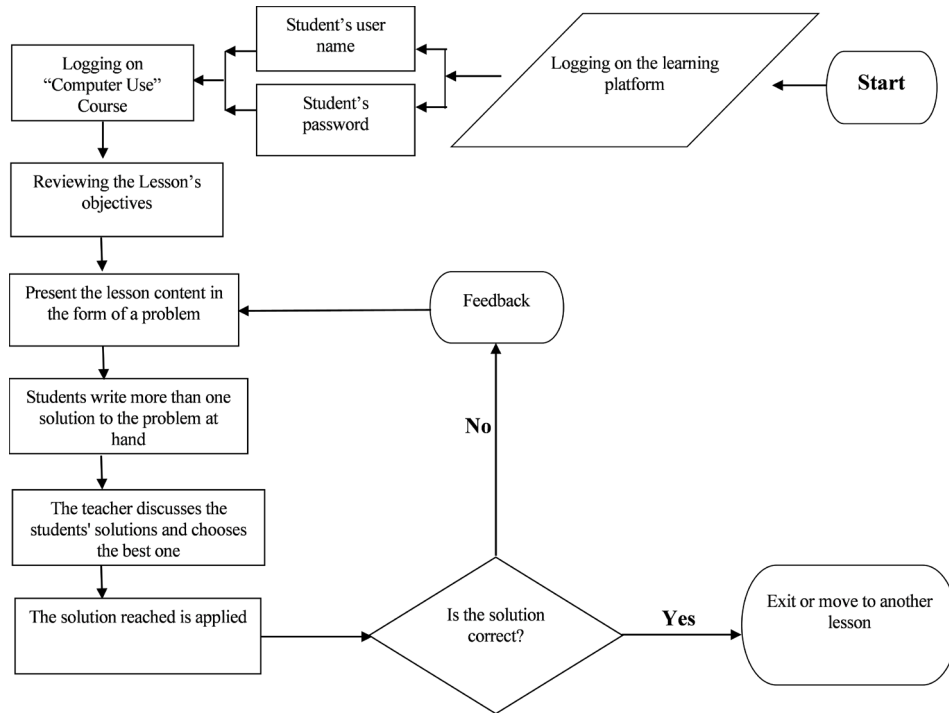 Start
Logging on the learning
platform
Student’s user
name
Student’s
password
Logging on
“Computer Use”
Course
Reviewing the Lesson’s
objectives
Present the lesson content in
the form of a problem
Feedback
Students write more than one
solution to the problem at
hand
No
The teacher discusses the
students' solutions and chooses
the best one
The solution reached is applied
Is the solution
correct?
Yes
Exit or move to another
lesson